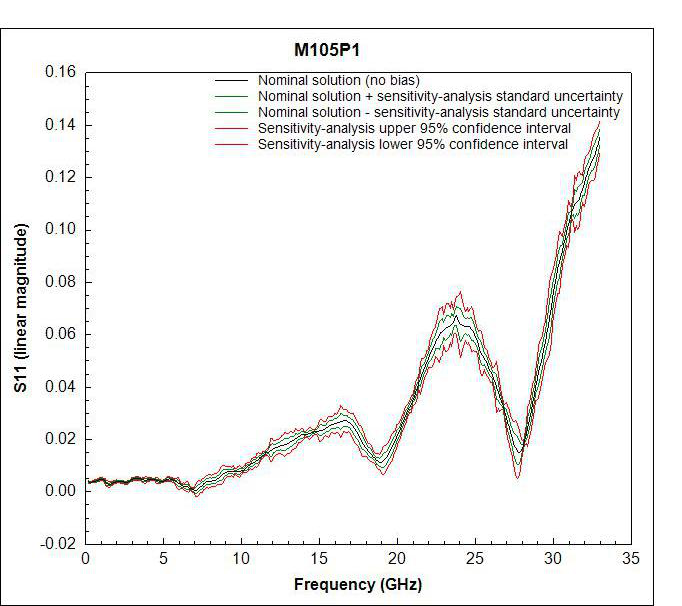 M105P1
Nominal solution (no bias)
Nominal solution + sensitivity-analysis standard uncertainty
Nominal solution - sensitivity-analysis standard uncertainty
Sensitivity-analysis upper 95% confidence interval
Sensitivity-analysis lower 95% confidence interval
0.16
0.14
0.12
0.10
0.08
0.06
0.04
0.02
0.00
-0.02
S11 (linear magnitude)
0 5 10 15 20 25 30 35
Frequency (GHz)